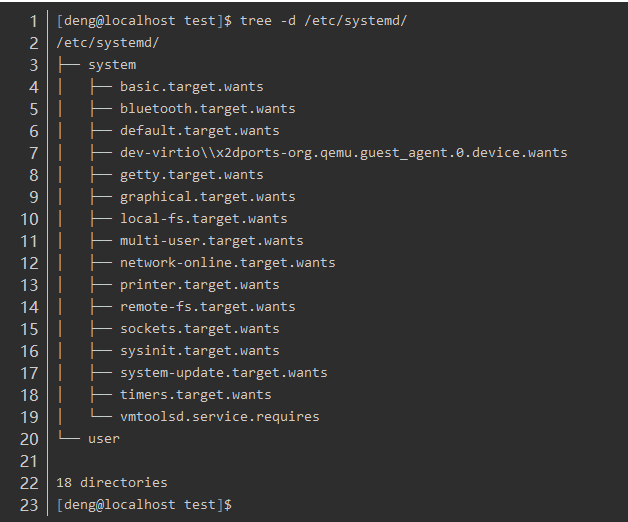 1 [deng@localhost test]$ tree -d /etc/systemd/
2 /etc/systemd/
3 ├── system
4 │   ├── basic.target.wants
5 │   ├── bluetooth.target.wants
6 │   ├── default.target.wants
7 │   ├── dev-virtio\\x2dports-org.qemu.guest_agent.0.device.wants
8 │   ├── getty.target.wants
9 │   ├── graphical.target.wants
10 │   ├── local-fs.target.wants
11 │   ├── multi-user.target.wants
12 │   ├── network-online.target.wants
13 │   ├── printer.target.wants
14 │   ├── remote-fs.target.wants
15 │   ├── sockets.target.wants
16 │   ├── sysinit.target.wants
17 │   ├── system-update.target.wants
18 │   ├── timers.target.wants
19 │   └── vmtoolsd.service.requires
20 └── user
21
22 18 directories
23 [deng@localhost test]$